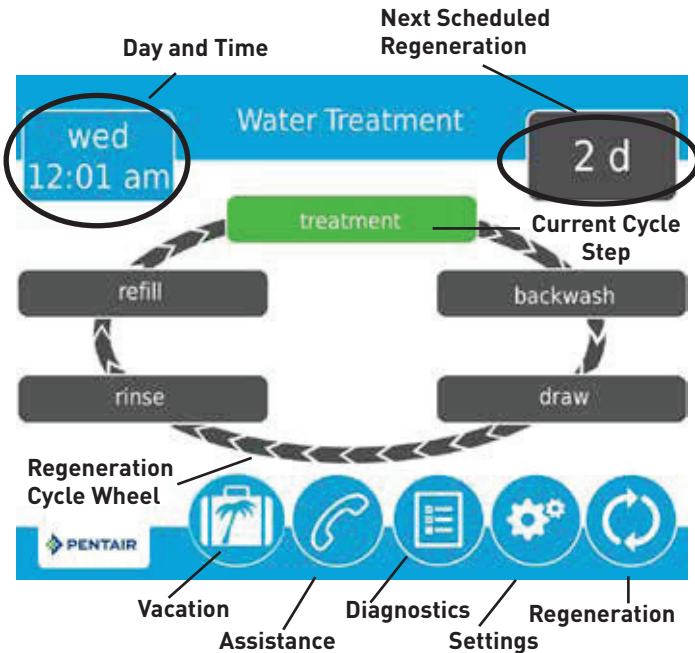 Next Scheduled
Regeneration
Day and Time
wed
12:01 am
Water Treatment
2 d
treatment
Current Cycle
Step
refill
backwash
rinse
draw
Regeneration
Cycle Wheel
PENTAIR
Vacation
Assistance
Diagnostics
Settings
Regeneration